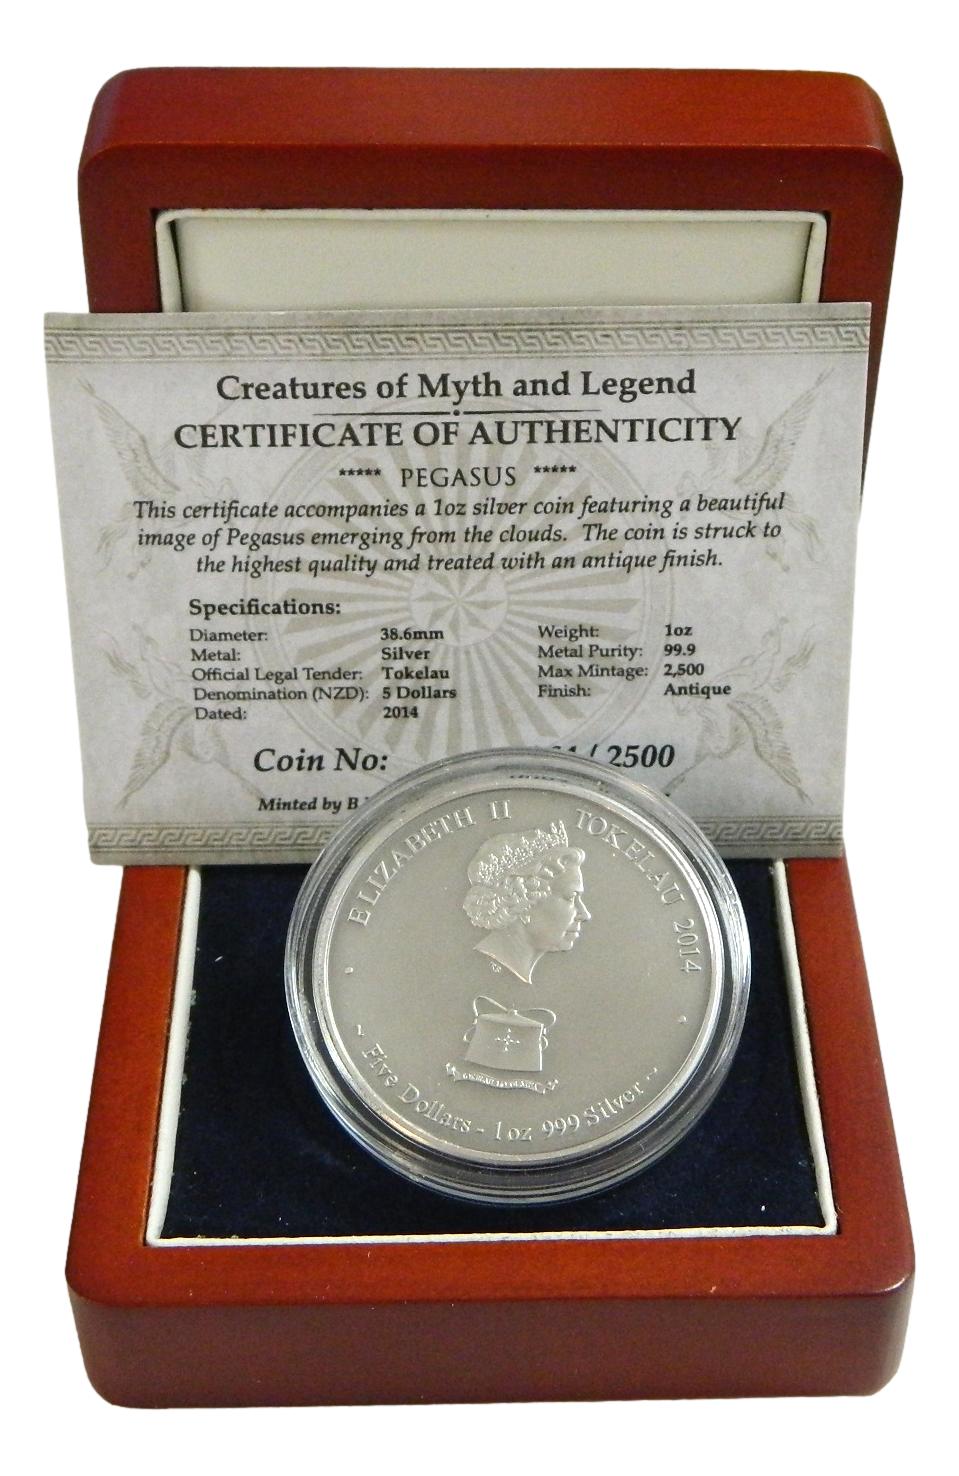 Creatures of Myth and Legend
CERTIFICATE OF AUTHENTICITY
***** PEGASUS *****
This certificate accompanies a 1oz silver coin featuring a beautiful
image of Pegasus emerging from the clouds. The coin is struck to
the highest quality and treated with an antique finish.
Specifications:
Diameter: 38.6mm Weight: 1oz
Metal: Silver Metal Purity: 99.9
Official Legal Tender: Tokelau Max Mintage: 2,500
Denomination (NZD): 5 Dollars Finish: Antique
Dated: 2014
Coin No: / 2500
Minted by B
ELIZABETH II TOKELAU 2014
~ Five Dollars - 1 oz 999 Silver ~